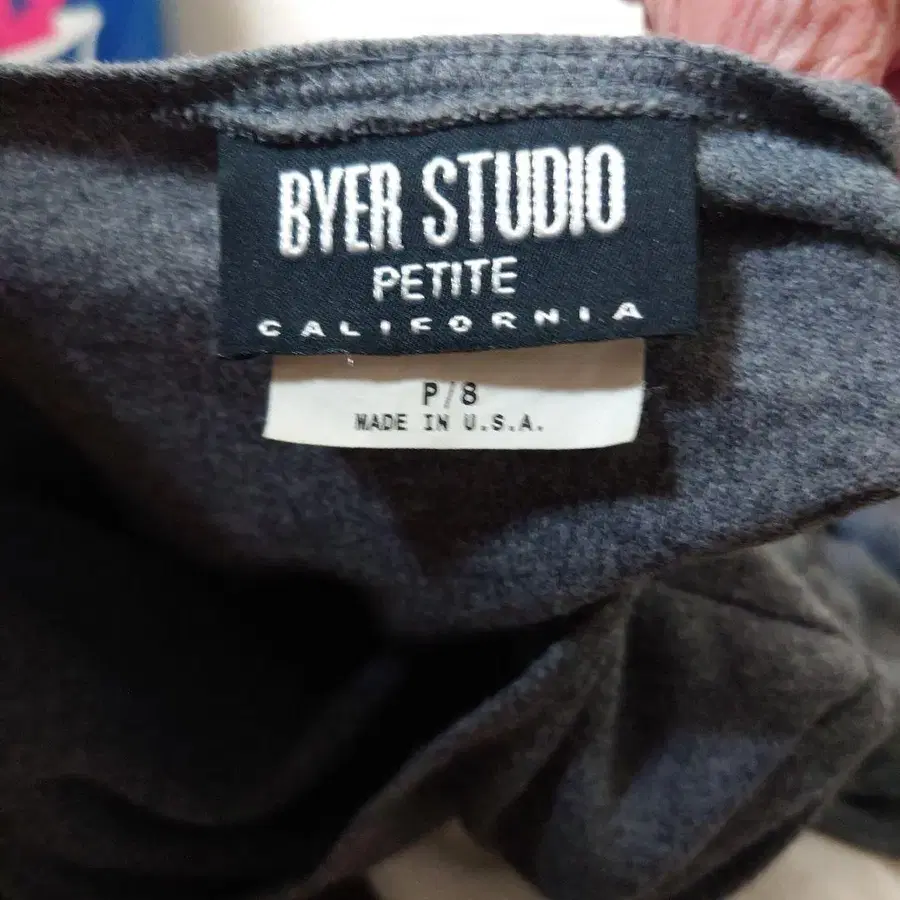 BYER STUDIO
PETITE
CALIFORNIA
P/8
MADE IN U.S.A.